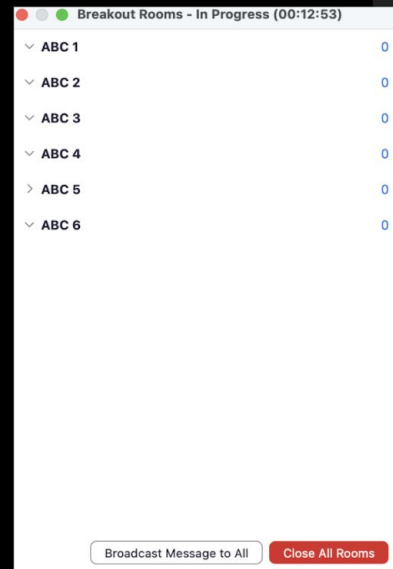 Breakout Rooms - In Progress (00:12:53)
ABC 1 0
ABC 2 0
ABC 3 0
ABC 4 0
ABC 5 0
ABC 6 0
Broadcast Message to All Close All Rooms